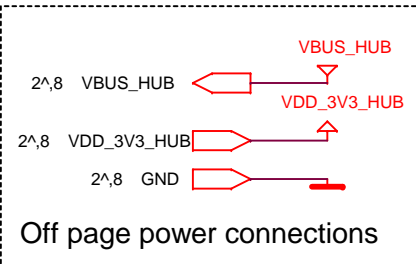 VBUS_HUB
2^,8 VBUS_HUB
VDD_3V3_HUB
2^,8 VDD_3V3_HUB
2^,8 GND
Off page power connections